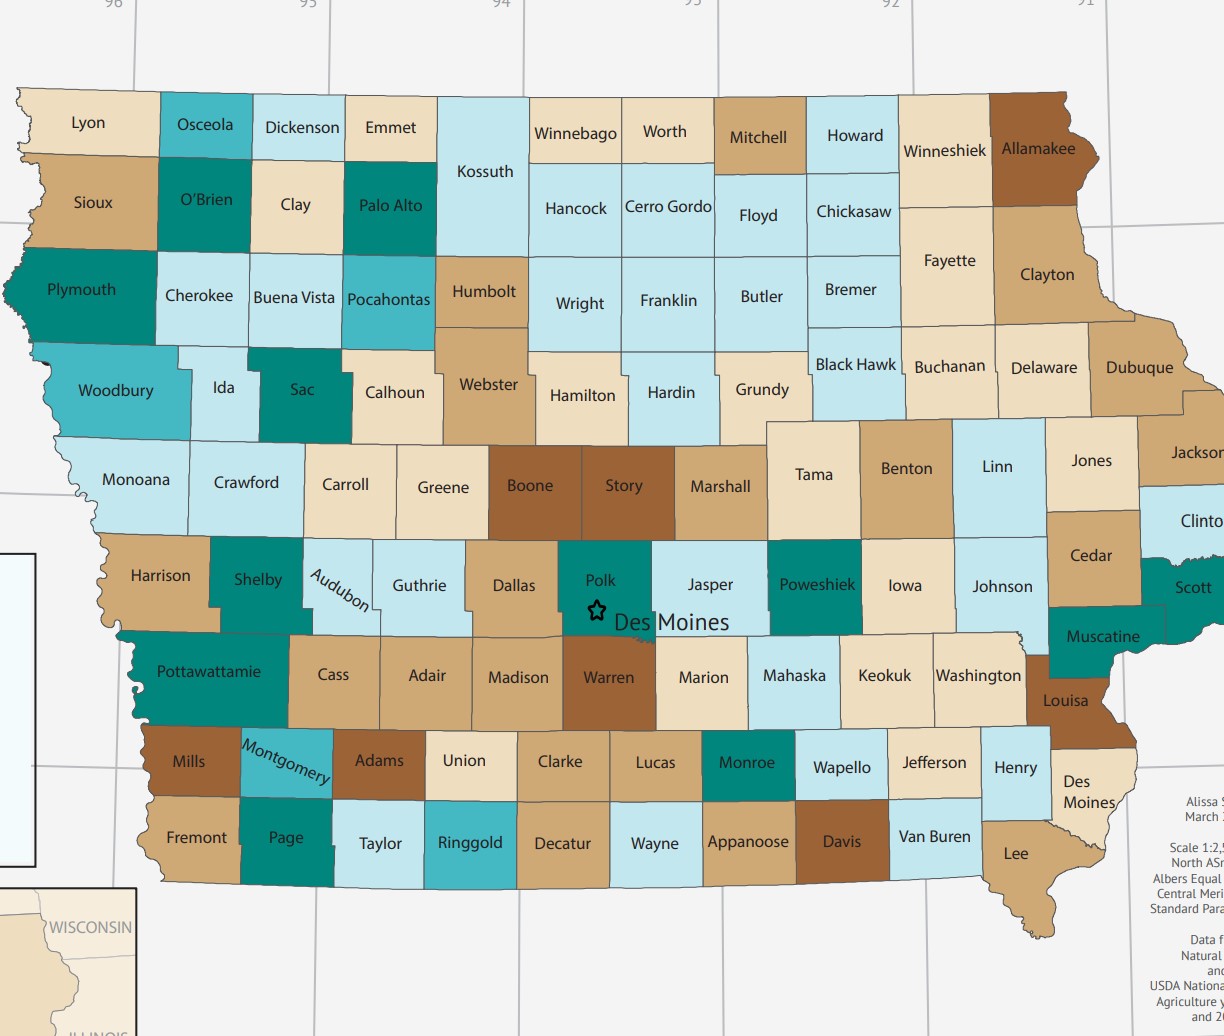 96
95
94
93
92
91
Lyon
Osceola
Dickenson
Emmet
Kossuth
Winnebago
Worth
Mitchell
Howard
Winneshiek
Allamakee
Sioux
O'Brien
Clay
Palo Alto
Hancock
Cerro Gordo
Floyd
Chickasaw
Fayette
Clayton
Plymouth
Cherokee
Buena Vista
Pocahontas
Humbolt
Wright
Franklin
Butler
Bremer
Woodbury
Ida
Sac
Calhoun
Webster
Hamilton
Hardin
Grundy
Black Hawk
Buchanan
Delaware
Dubuque
Monoana
Crawford
Carroll
Greene
Boone
Story
Marshall
Tama
Benton
Linn
Jones
Jackson
Clinto
Harrison
Shelby
Audubon
Guthrie
Dallas
Polk
Des Moines
Jasper
Poweshiek
Iowa
Johnson
Cedar
Scott
Muscatine
Pottawattamie
Cass
Adair
Madison
Warren
Marion
Mahaska
Keokuk
Washington
Louisa
Mills
Montgomery
Adams
Union
Clarke
Lucas
Monroe
Wapello
Jefferson
Henry
Des
Moines
Fremont
Page
Taylor
Ringgold
Decatur
Wayne
Appanoose
Davis
Van Buren
Lee
WISCONSIN
ILLINOIS
Alissa S
March
Scale 1:2,5
North ASm
Albers Equal
Central Meri
Standard Para
Data f
Natural
and
USDA Nationa
Agriculture y
and 20